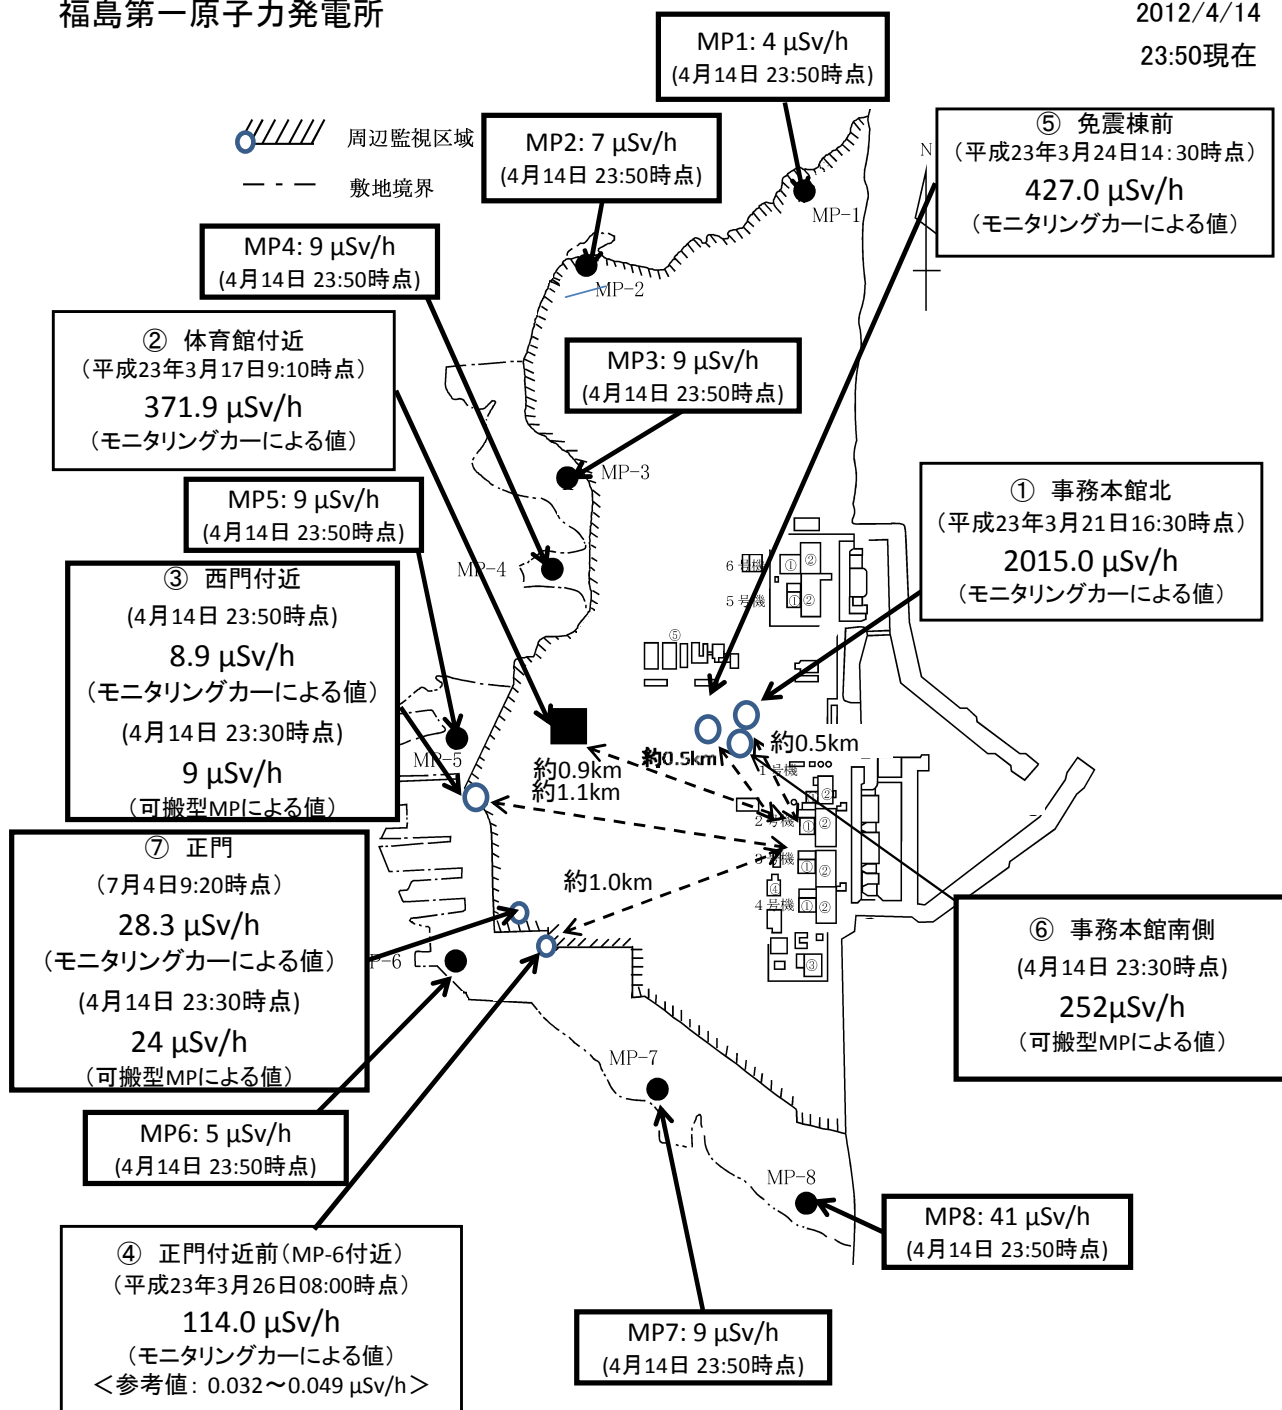 福島第一原子力発電所
2012/4/14
23:50現在
MP1: 4 μSv/h
(4月14日 23:50時点)
周辺監視区域
敷地境界
MP2: 7 μSv/h
(4月14日 23:50時点)
⑤ 免震棟前
(平成23年3月24日14:30時点)
427.0 μSv/h
(モニタリングカーによる値)
N
MP-1
MP4: 9 μSv/h
(4月14日 23:50時点)
MP-2
② 体育館付近
(平成23年3月17日9:10時点)
371.9 μSv/h
(モニタリングカーによる値)
MP3: 9 μSv/h
(4月14日 23:50時点)
MP-3
MP5: 9 μSv/h
(4月14日 23:50時点)
① 事務本館北
(平成23年3月21日16:30時点)
2015.0 μSv/h
(モニタリングカーによる値)
MP-4
③ 西門付近
(4月14日 23:50時点)
8.9 μSv/h
(モニタリングカーによる値)
(4月14日 23:30時点)
9 μSv/h
(可搬型MPによる値)
6号機
① ②
5号機
① ②
⑤
MP-5
約0.9km
約1.1km
約0.5km
約0.5km
1号機
②
2号機
① ②
3号機
① ②
④
4号機
① ②
③
約1.0km
⑦ 正門
(7月4日9:20時点)
28.3 μSv/h
(モニタリングカーによる値)
(4月14日 23:30時点)
24 μSv/h
(可搬型MPによる値)
P-6
⑥ 事務本館南側
(4月14日 23:30時点)
252μSv/h
(可搬型MPによる値)
MP-7
MP6: 5 μSv/h
(4月14日 23:50時点)
MP-8
MP8: 41 μSv/h
(4月14日 23:50時点)
④ 正門付近前(MP-6付近)
(平成23年3月26日08:00時点)
114.0 μSv/h
(モニタリングカーによる値)
<参考値: 0.032~0.049 μSv/h>
MP7: 9 μSv/h
(4月14日 23:50時点)